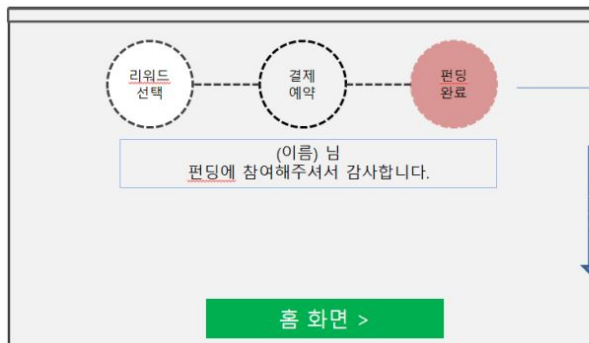 리워드
선택
결제
예약
펀딩
완료
(이름) 님
펀딩에 참여해주셔서 감사합니다.
홈 화면 >